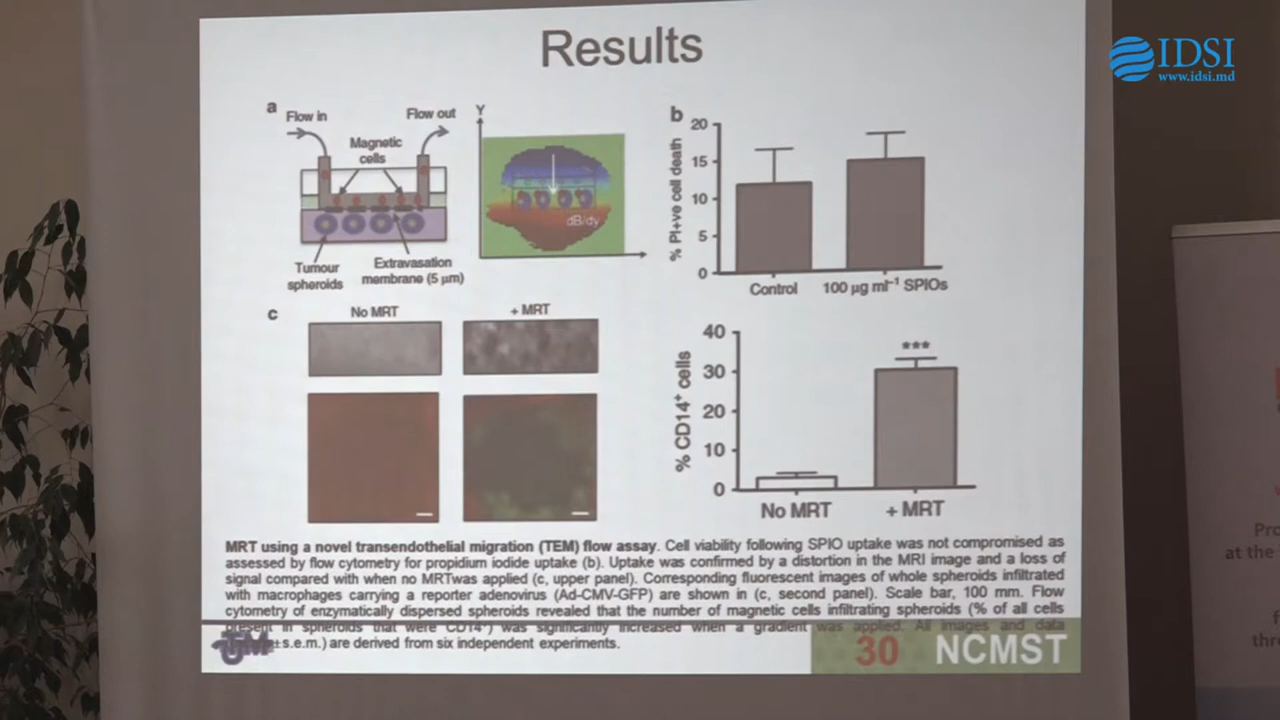 IDSI
www.idsi.md
Results
a
Flow in
Flow out
Magnetic
cells
Tumour
spheroids
Extravasation
membrane (5 µm)
Y
dB/dy
b
% PI+ve cell death
20
15
10
5
0
Control
100 µg ml⁻¹ SPIOs
c
No MRT
+ MRT
% CD14⁺ cells
40
30
20
10
0
***
No MRT
+ MRT
MRT using a novel transendothelial migration (TEM) flow assay. Cell viability following SPIO uptake was not compromised as
assessed by flow cytometry for propidium iodide uptake (b). Uptake was confirmed by a distortion in the MRI image and a loss of
signal compared with when no MRTwas applied (c, upper panel). Corresponding fluorescent images of whole spheroids infiltrated
with macrophages carrying a reporter adenovirus (Ad-CMV-GFP) are shown in (c, second panel). Scale bar, 100 mm. Flow
cytometry of enzymatically dispersed spheroids revealed that the number of magnetic cells infiltrating spheroids (% of all cells
present in spheroids that were CD14⁺) was significantly increased when a gradient was applied. All images and data
±s.e.m.) are derived from six independent experiments.
30
NCMST
Pro
at the
thr